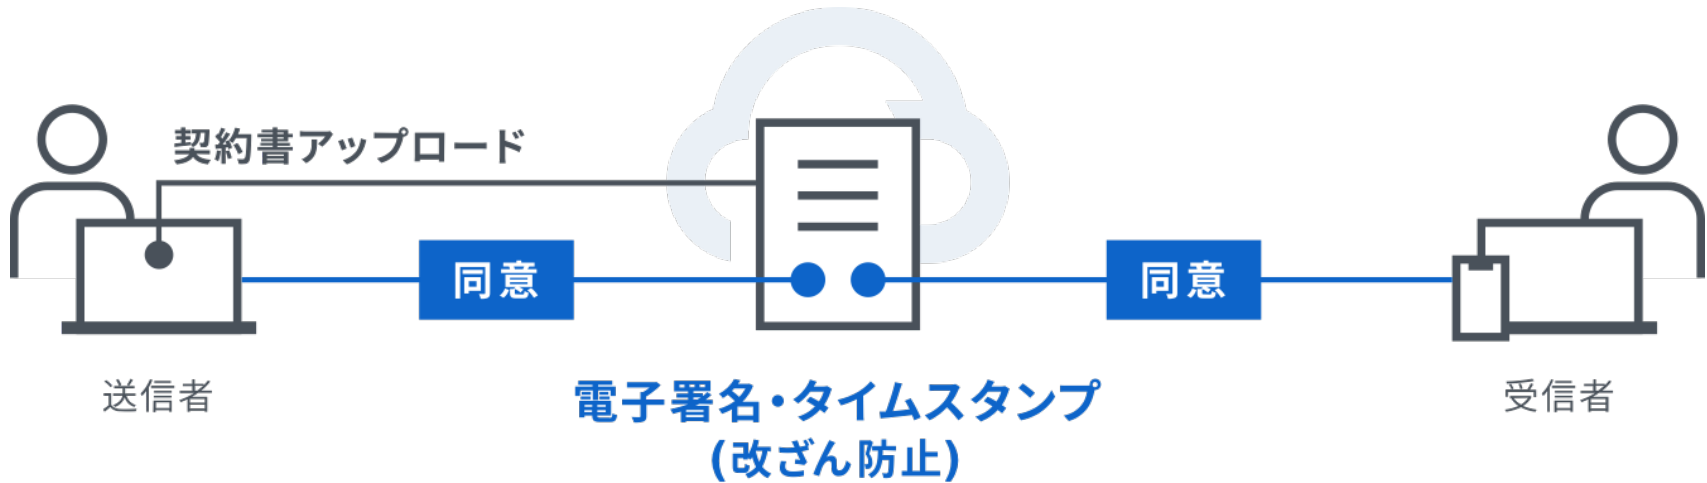 契約書アップロード
同意
同意
送信者
電子署名・タイムスタンプ
(改ざん防止)
受信者